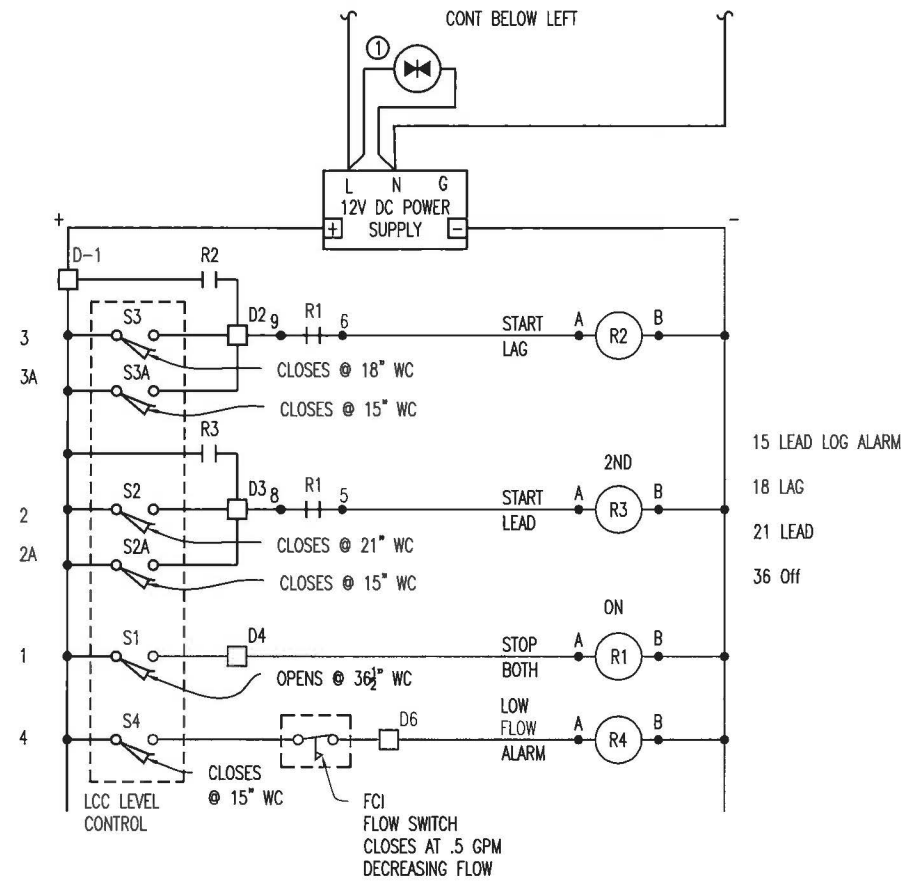 CONT BELOW LEFT
1
L N G
12V DC POWER
+ SUPPLY -
+ -
D-1 R2
S3 D2 9 R1 6 START A R2 B
3 LAG
CLOSES @ 18" WC
3A S3A
CLOSES @ 15" WC
R3
15 LEAD LOG ALARM
2ND
18 LAG
S2 D3 8 R1 5 START A R3 B
2 LEAD
21 LEAD
CLOSES @ 21" WC
2A S2A
CLOSES @ 15" WC
36 Off
ON
S1 D4 STOP A R1 B
1 BOTH
OPENS @ 36½" WC
LOW
S4 D6 FLOW A R4 B
4 ALARM
CLOSES
@ 15" WC
LCC LEVEL
CONTROL
FCI
FLOW SWITCH
CLOSES AT .5 GPM
DECREASING FLOW